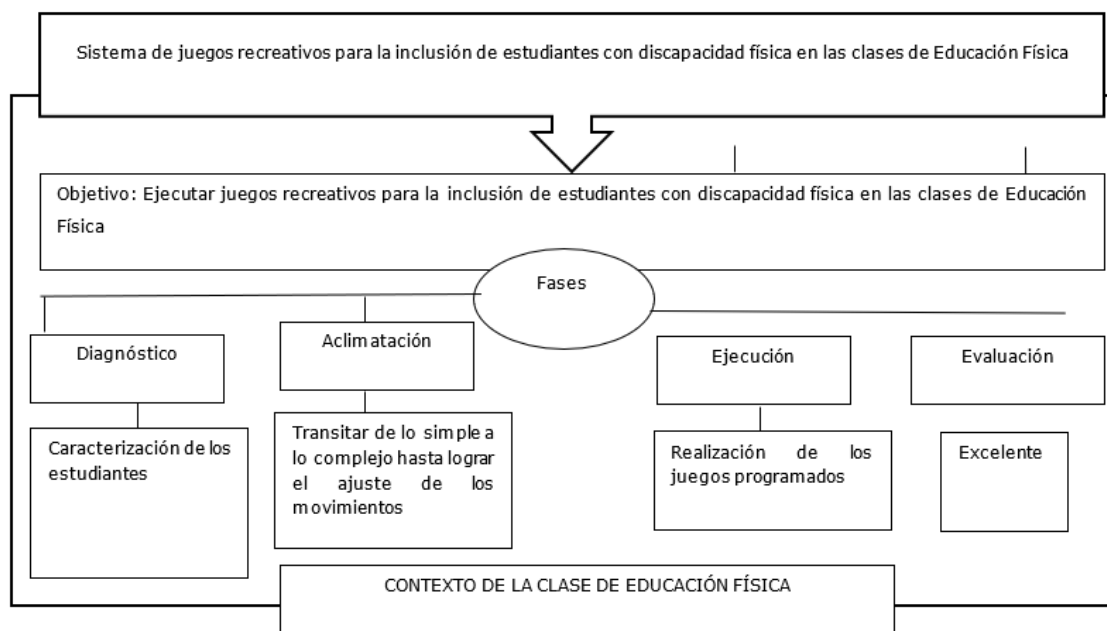 Sistema de juegos recreativos para la inclusión de estudiantes con discapacidad física en las clases de Educación Física
Objetivo: Ejecutar juegos recreativos para la inclusión de estudiantes con discapacidad física en las clases de Educación
Física
Fases
Diagnóstico
Aclimatación
Ejecución
Evaluación
Caracterización de los
estudiantes
Transitar de lo simple a
lo complejo hasta lograr
el ajuste de los
movimientos
Realización de los
juegos programados
Excelente
CONTEXTO DE LA CLASE DE EDUCACIÓN FÍSICA